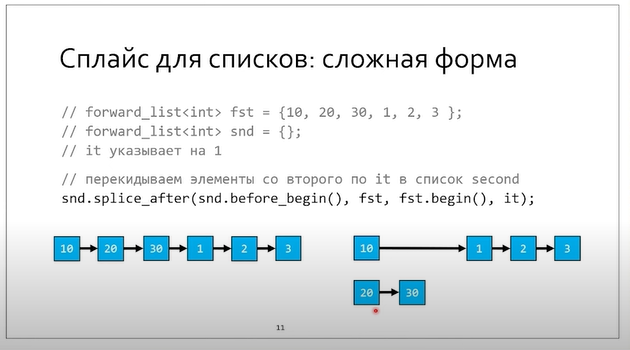 Сплайс для списков: сложная форма
// forward_list<int> fst = {10, 20, 30, 1, 2, 3 };
// forward_list<int> snd = {};
// it указывает на 1
// перекидываем элементы со второго по it в список second
snd.splice_after(snd.before_begin(), fst, fst.begin(), it);
10 20 30 1 2 3 10 1 2 3
20 30
11